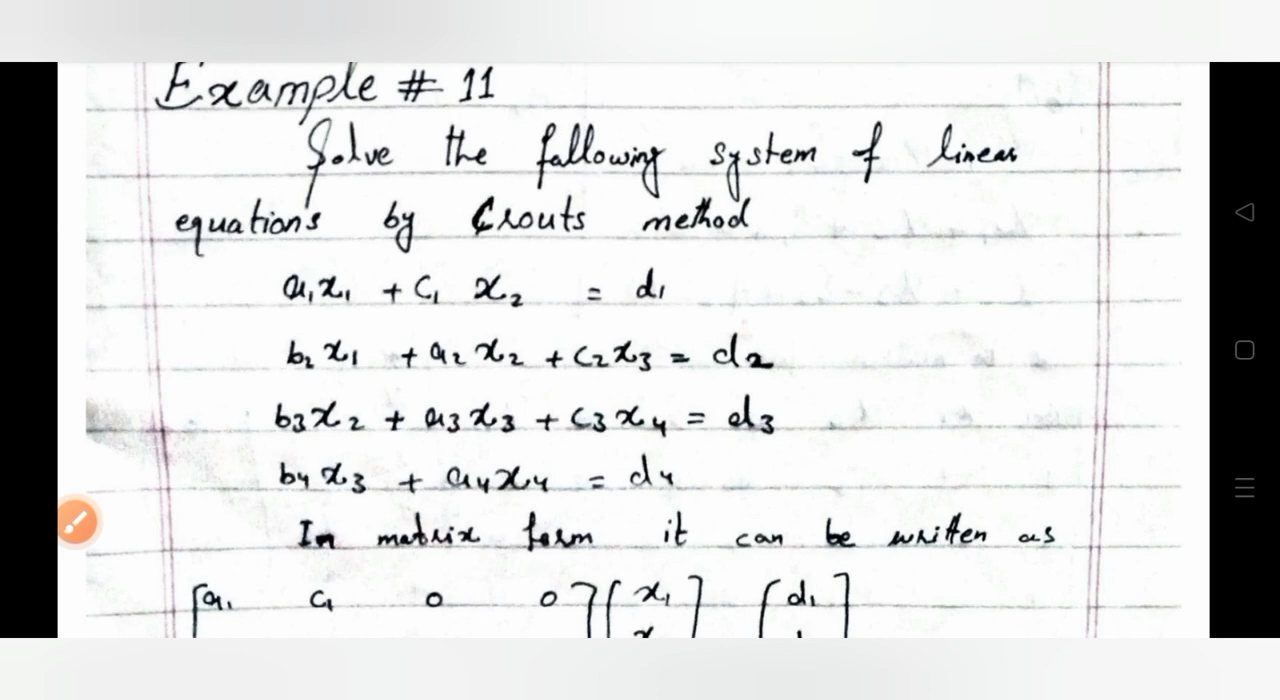 Example # 11
Solve the following system of linear
equation's by Crouts method
a₁x₁ + c₁ x₂ = d₁
b₂x₁ + a₂x₂ + c₂x₃ = d₂
b₃x₂ + a₃x₃ + c₃x₄ = d₃
b₄x₃ + a₄x₄ = d₄
In matrix form it can be written as
[a₁ c₁ 0 0] [x₁] [d₁]